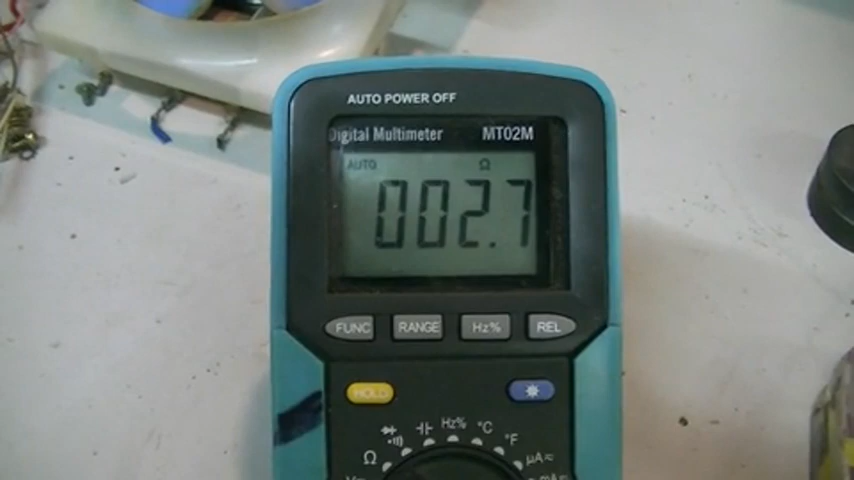 AUTO POWER OFF
Digital Multimeter MT02M
AUTO Ω
002.7
FUNC RANGE Hz% REL
HOLD
Hz% °C
°F
Ω µA